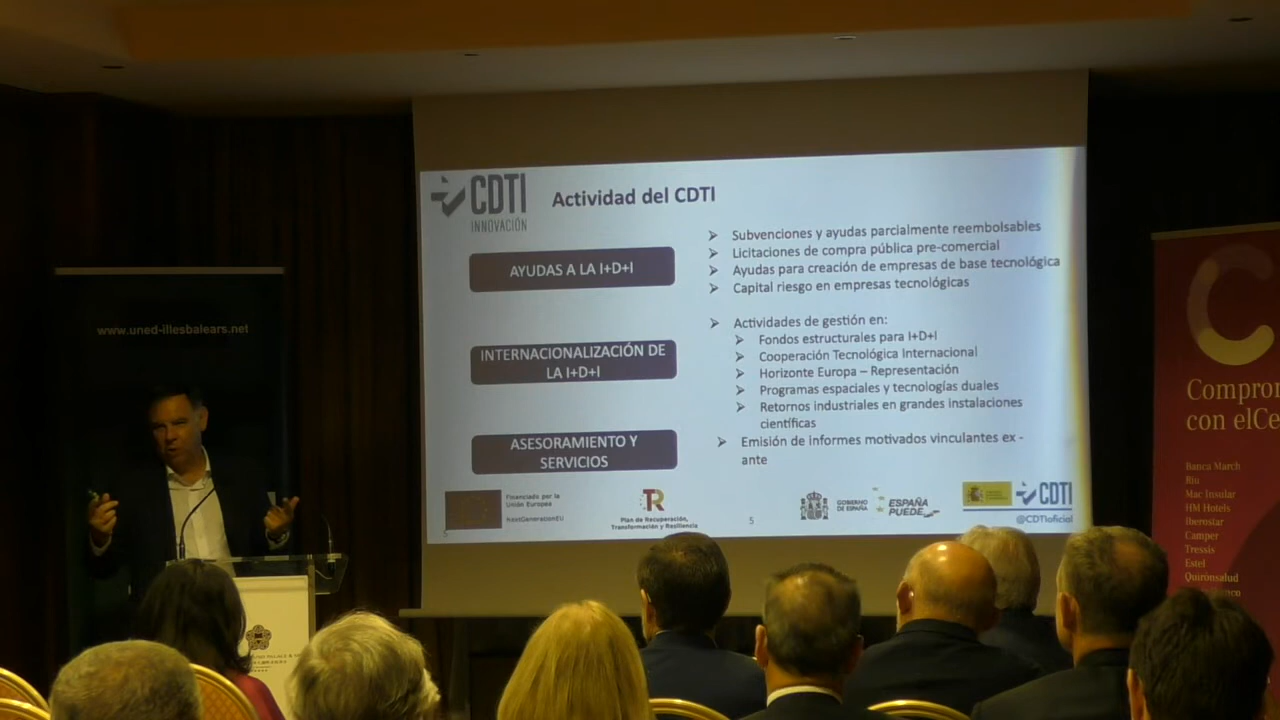 CDTI
INNOVACIÓN
Actividad del CDTI
AYUDAS A LA I+D+I
Subvenciones y ayudas parcialmente reembolsables
Licitaciones de compra pública pre-comercial
Ayudas para creación de empresas de base tecnológica
Capital riesgo en empresas tecnológicas
INTERNACIONALIZACIÓN DE
LA I+D+I
Actividades de gestión en:
Fondos estructurales para I+D+I
Cooperación Tecnológica Internacional
Horizonte Europa – Representación
Programas espaciales y tecnologías duales
Retornos industriales en grandes instalaciones
científicas
ASESORAMIENTO Y
SERVICIOS
Emisión de informes motivados vinculantes ex -
ante
Financiado por la
Unión Europea
NextGenerationEU
TR
Plan de Recuperación,
Transformación y Resiliencia
5
5
GOBIERNO
DE ESPAÑA
ESPAÑA
PUEDE
CDTI
@CDTIoficial
www.uned-illesbalears.net
Compro
con elCe
Banca March
Riu
Mac Insular
HM Hotels
Iberostar
Camper
Tressis
Estel
Quirónsalud